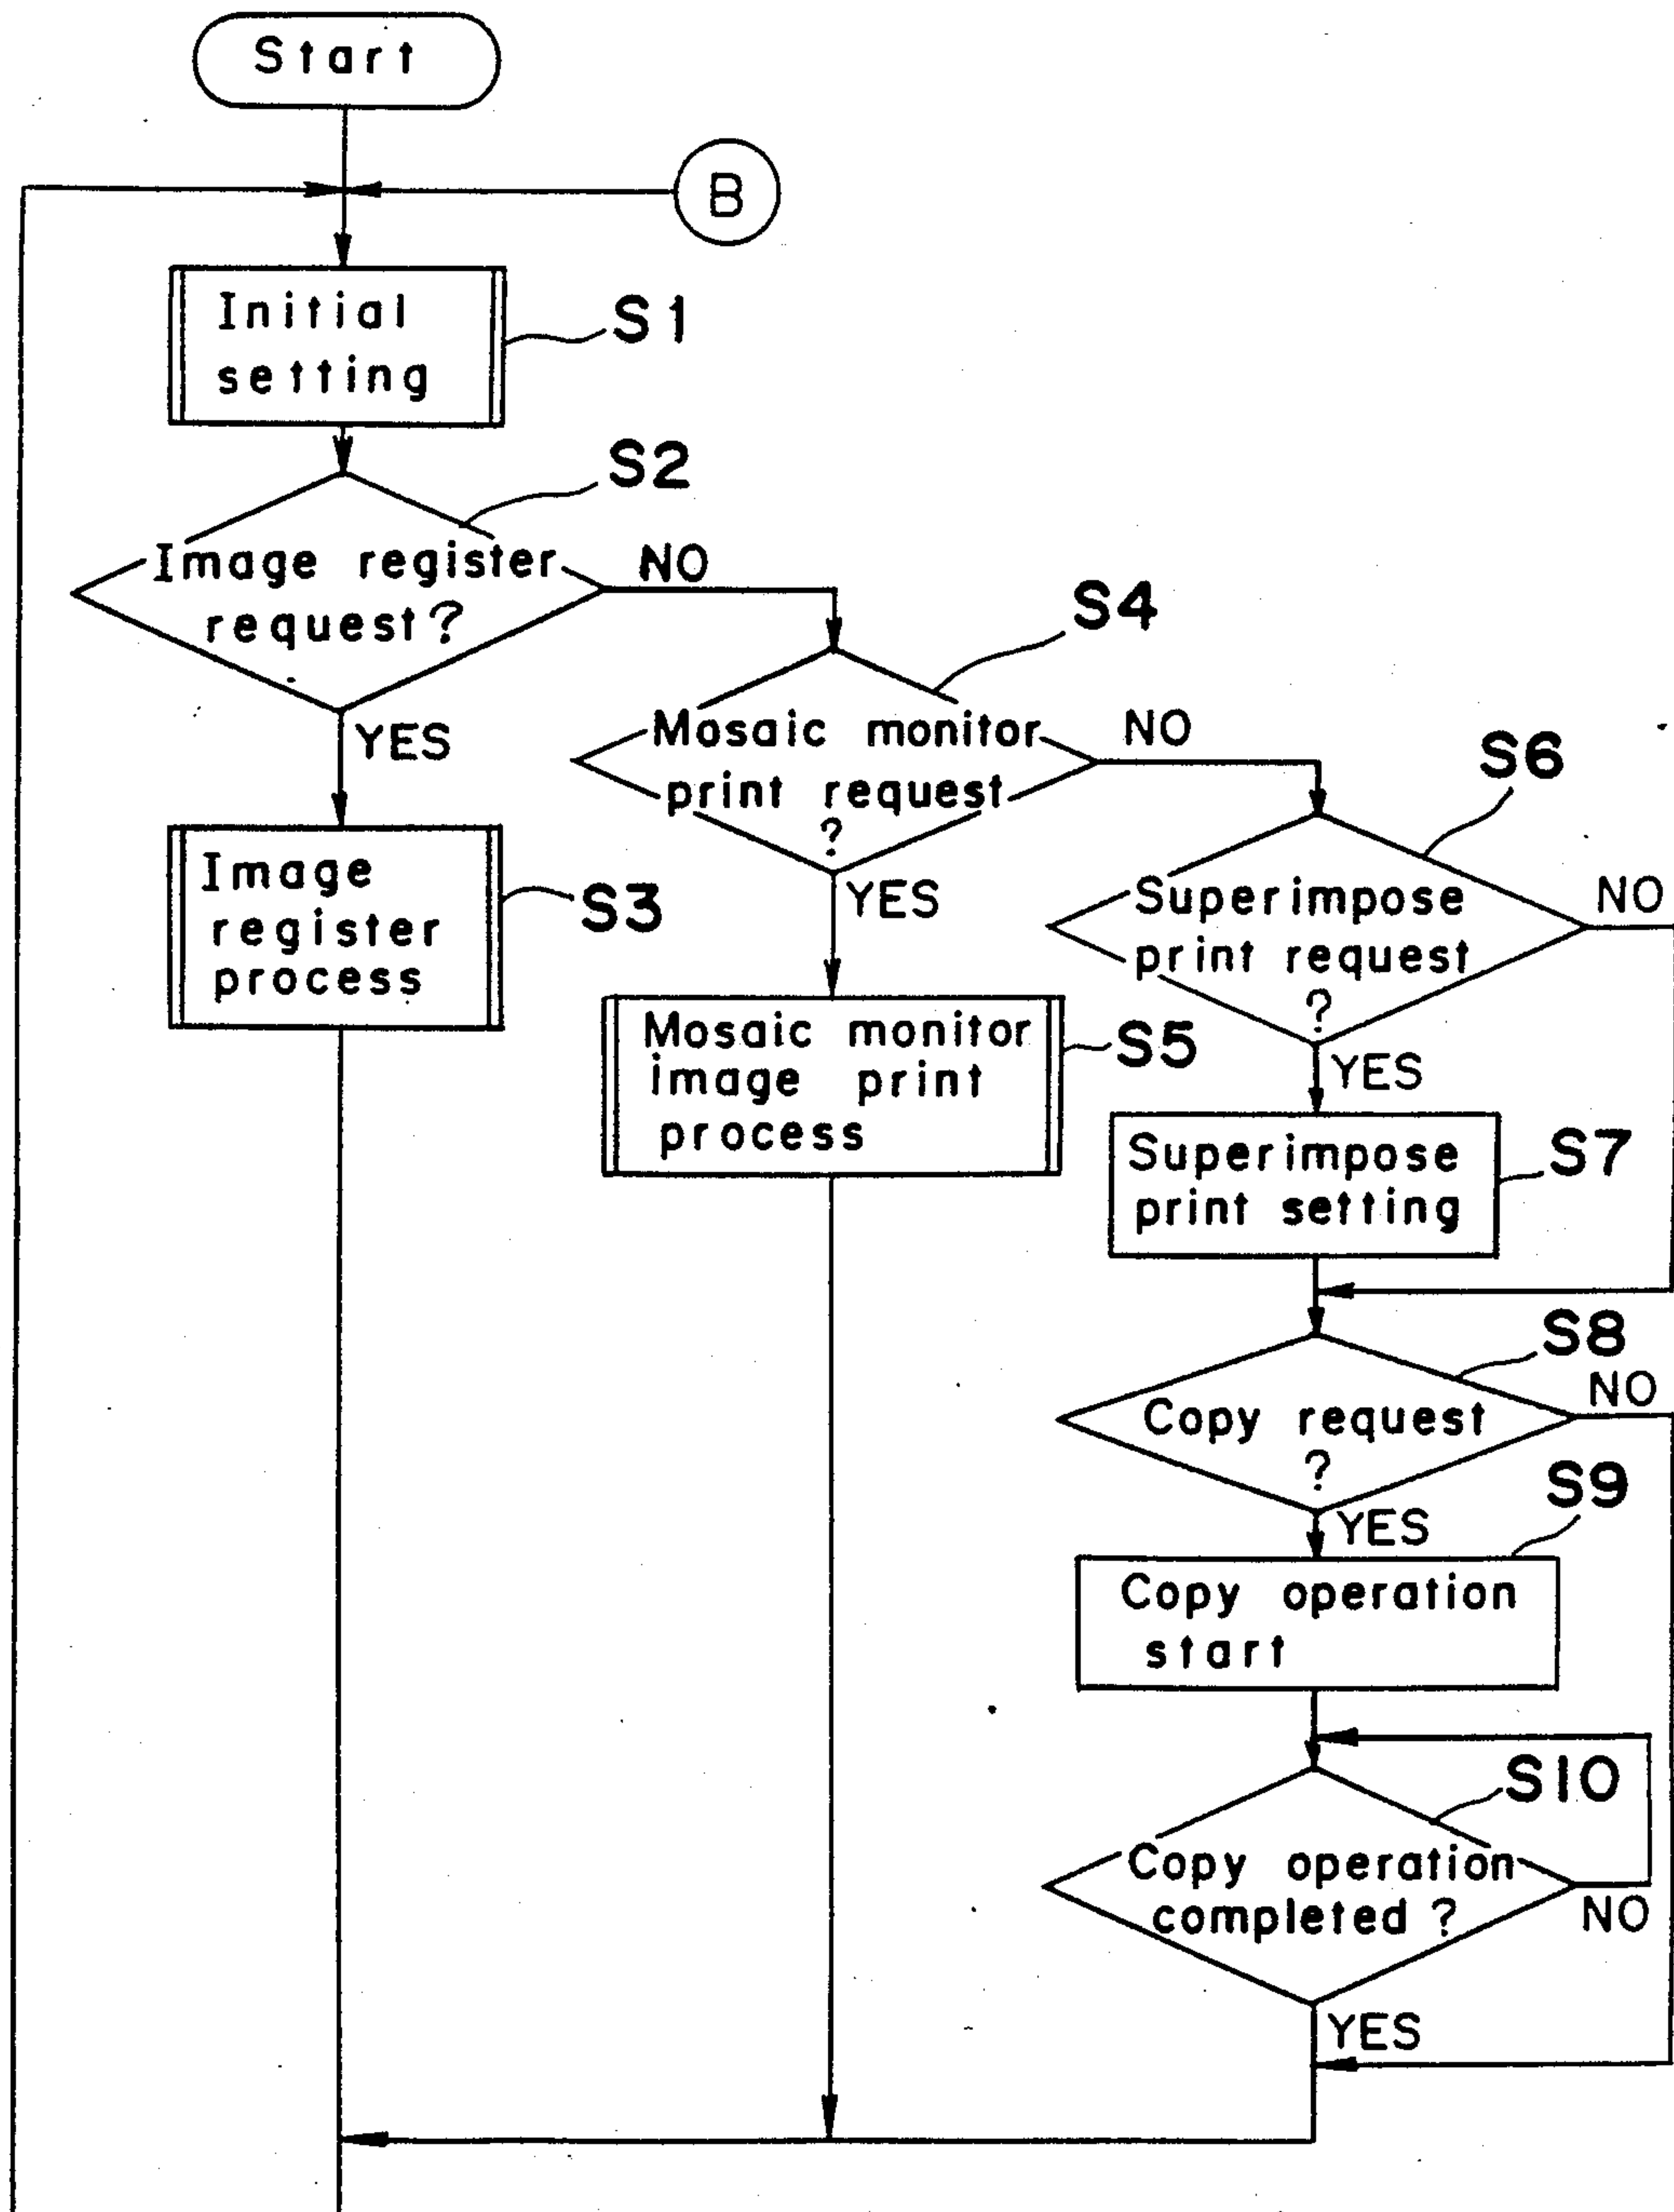 Start
B
Initial
setting
S1
S2
Image register
request?
NO
YES
S4
Mosaic monitor
print request
?
NO
YES
S6
Superimpose
print request
?
NO
YES
Image
register
process
S3
Mosaic monitor
image print
process
S5
Superimpose
print setting
S7
S8
Copy request
?
NO
YES
S9
Copy operation
start
S10
Copy operation
completed ?
NO
YES